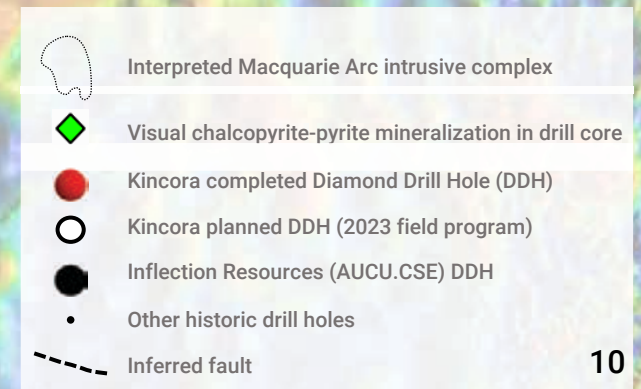 Interpreted Macquarie Arc intrusive complex
Visual chalcopyrite-pyrite mineralization in drill core
Kincora completed Diamond Drill Hole (DDH)
Kincora planned DDH (2023 field program)
Inflection Resources (AUCU.CSE) DDH
Other historic drill holes
Inferred fault
10